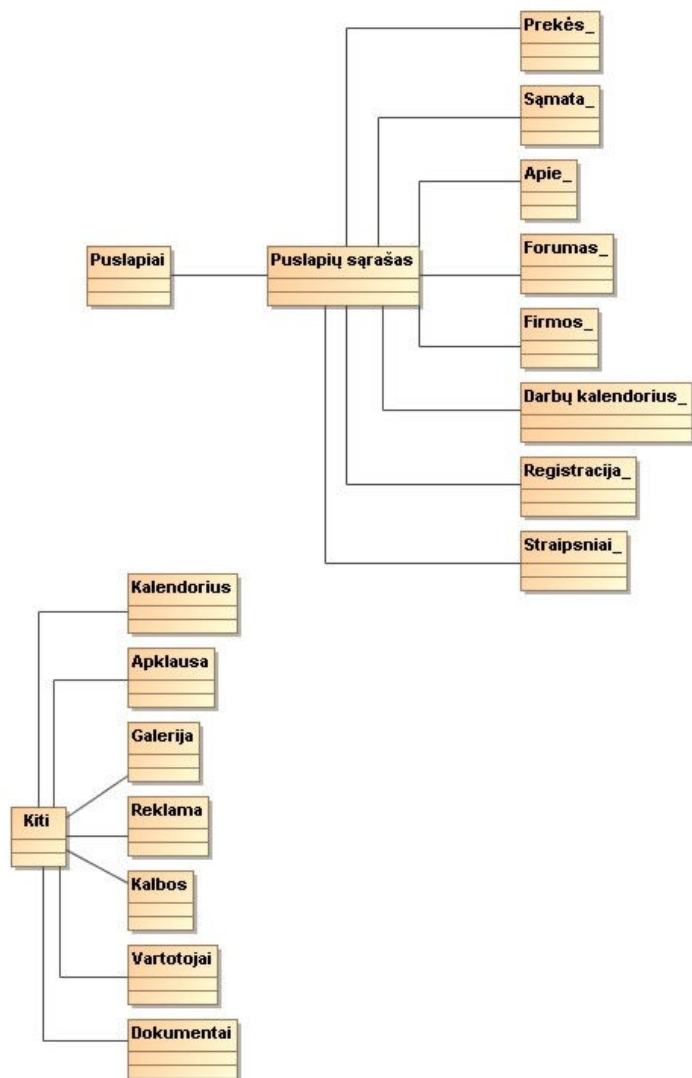 Prekės_
Sąmata_
Apie_
Puslapiai
Puslapių sąrašas
Forumas_
Firmos_
Darbų kalendorius_
Registracija_
Straipsniai_
Kalendorius
Apklausa
Galerija
Kiti
Reklama
Kalbos
Vartotojai
Dokumentai